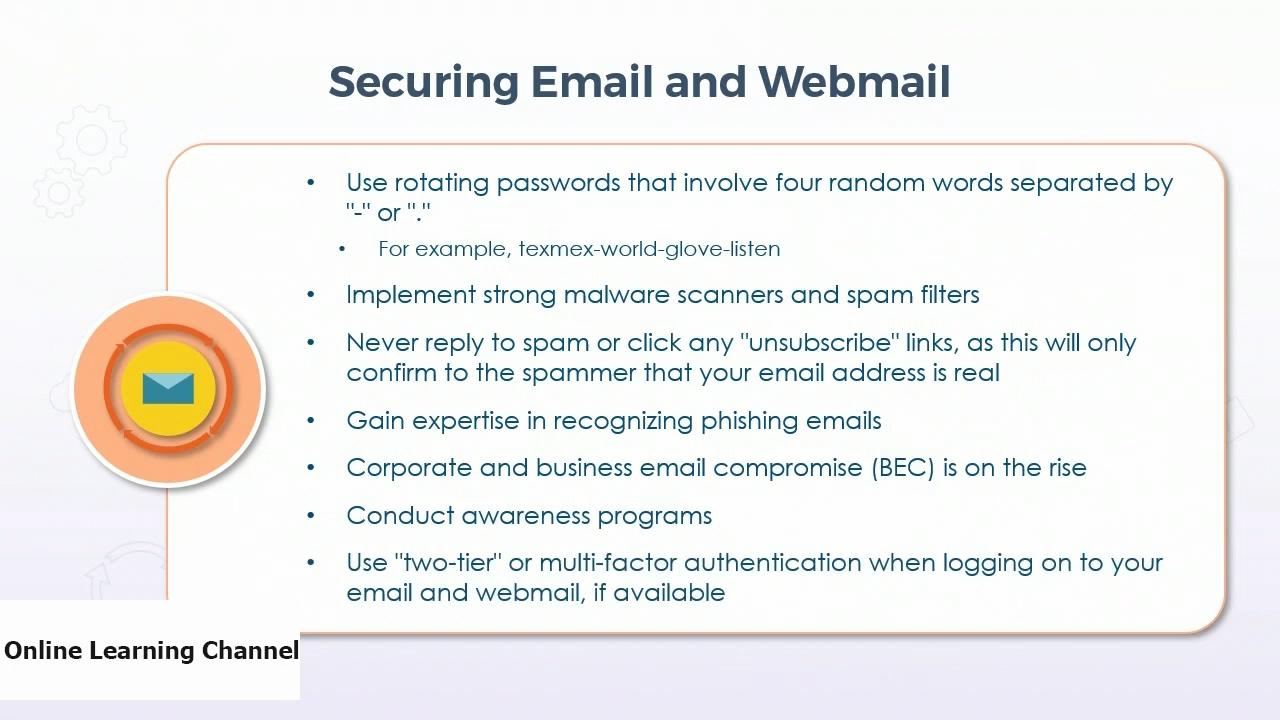 Securing Email and Webmail
• Use rotating passwords that involve four random words separated by
"-" or "."
• For example, texmex-world-glove-listen
• Implement strong malware scanners and spam filters
• Never reply to spam or click any "unsubscribe" links, as this will only
confirm to the spammer that your email address is real
• Gain expertise in recognizing phishing emails
• Corporate and business email compromise (BEC) is on the rise
• Conduct awareness programs
• Use "two-tier" or multi-factor authentication when logging on to your
email and webmail, if available
Online Learning Channel